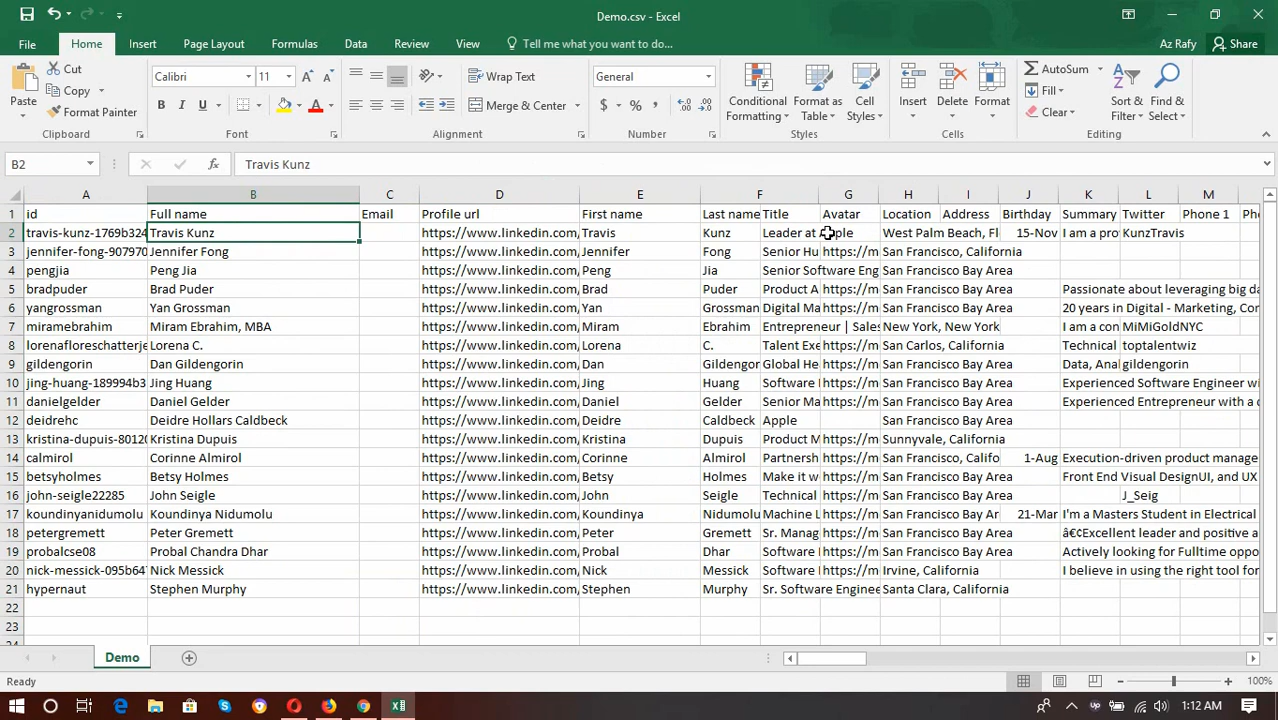 Demo.csv - Excel
File Home Insert Page Layout Formulas Data Review View Tell me what you want to do... Az Rafy Share
Paste Cut Copy Format Painter Clipboard
Calibri 11 A A B I U A Font
Wrap Text Merge & Center Alignment
General $ % , Number
Conditional Formatting Format as Table Cell Styles Styles
Insert Delete Format Cells
AutoSum Fill Clear Sort & Filter Find & Select Editing
B2 fx Travis Kunz
A B C D E F G H I J K L M
1 id Full name Email Profile url First name Last name Title Avatar Location Address Birthday Summary Twitter Phone 1 Pho
2 travis-kunz-1769b324 Travis Kunz https://www.linkedin.com, Travis Kunz Leader at Apple West Palm Beach, Fl 15-Nov I am a pro KunzTravis
3 jennifer-fong-907970 Jennifer Fong https://www.linkedin.com, Jennifer Fong Senior Hu https://m San Francisco, California
4 pengjia Peng Jia https://www.linkedin.com, Peng Jia Senior Software Eng San Francisco Bay Area
5 bradpuder Brad Puder https://www.linkedin.com, Brad Puder Product A https://m San Francisco Bay Area Passionate about leveraging big da
6 yangrossman Yan Grossman https://www.linkedin.com, Yan Grossman Digital Ma https://m San Francisco Bay Area 20 years in Digital - Marketing, Con
7 miramebrahim Miram Ebrahim, MBA https://www.linkedin.com, Miram Ebrahim Entrepreneur | Sales New York, New York I am a con MiMiGoldNYC
8 lorenafloreschatterje Lorena C. https://www.linkedin.com, Lorena C. Talent Exe https://m San Carlos, California Technical toptalentwiz
9 gildengorin Dan Gildengorin https://www.linkedin.com, Dan Gildengor Global He https://m San Francisco Bay Area Data, Anal gildengorin
10 jing-huang-189994b3 Jing Huang https://www.linkedin.com, Jing Huang Software I https://m San Francisco Bay Area Experienced Software Engineer wi
11 danielgelder Daniel Gelder https://www.linkedin.com, Daniel Gelder Senior Ma https://m San Francisco Bay Area Experienced Entrepreneur with a c
12 deidrehc Deidre Hollars Caldbeck https://www.linkedin.com, Deidre Caldbeck Apple San Francisco Bay Area
13 kristina-dupuis-80120 Kristina Dupuis https://www.linkedin.com, Kristina Dupuis Product M https://m Sunnyvale, California
14 calmirol Corinne Almirol https://www.linkedin.com, Corinne Almirol Partnersh https://m San Francisco, Califo 1-Aug Execution-driven product manage
15 betsyholmes Betsy Holmes https://www.linkedin.com, Betsy Holmes Make it w https://m San Francisco Bay Area Front End Visual DesignUI, and UX
16 john-seigle22285 John Seigle https://www.linkedin.com, John Seigle Technical https://m San Francisco Bay Area J_Seig
17 koundinyanidumolu Koundinya Nidumolu https://www.linkedin.com, Koundinya Nidumolu Machine L https://m San Francisco Bay Ar 21-Mar I'm a Masters Student in Electrical
18 petergremett Peter Gremett https://www.linkedin.com, Peter Gremett Sr. Manag https://m San Francisco Bay Area â€¢Excellent leader and positive a
19 probalcse08 Probal Chandra Dhar https://www.linkedin.com, Probal Dhar Software I https://m San Francisco Bay Area Actively looking for Fulltime oppo
20 nick-messick-095b647 Nick Messick https://www.linkedin.com, Nick Messick Software I https://m Irvine, California I believe in using the right tool for
21 hypernaut Stephen Murphy https://www.linkedin.com, Stephen Murphy Sr. Software Enginee Santa Clara, California
22
23
24
Demo
Ready 100%
1:12 AM